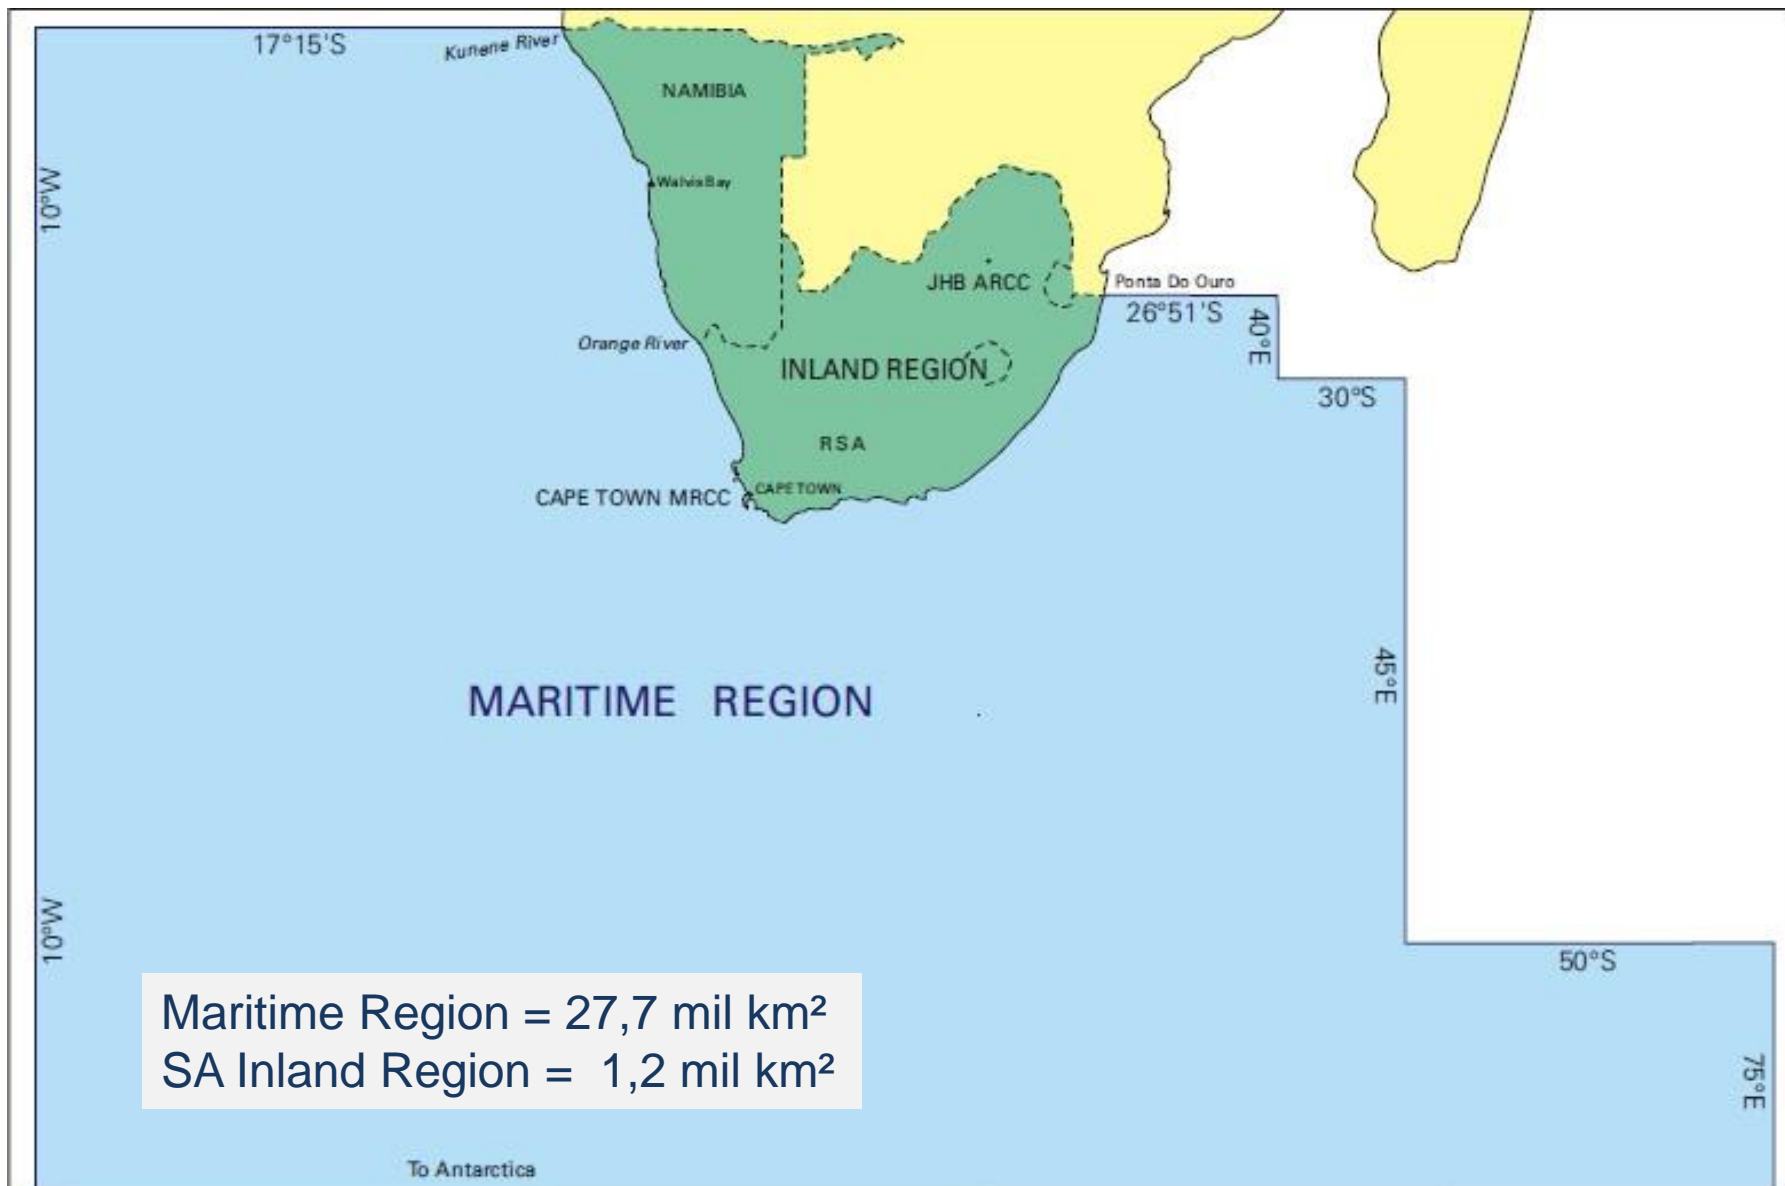 17°15'S
Kunene River
NAMIBIA
10°W
Walvis Bay
JHB ARCC
Ponta Do Ouro
26°51'S
40°E
Orange River
INLAND REGION
30°S
RSA
CAPE TOWN MRCC
CAPE TOWN
45°E
MARITIME REGION
10°W
50°S
Maritime Region = 27,7 mil km²
SA Inland Region = 1,2 mil km²
75°E
To Antarctica